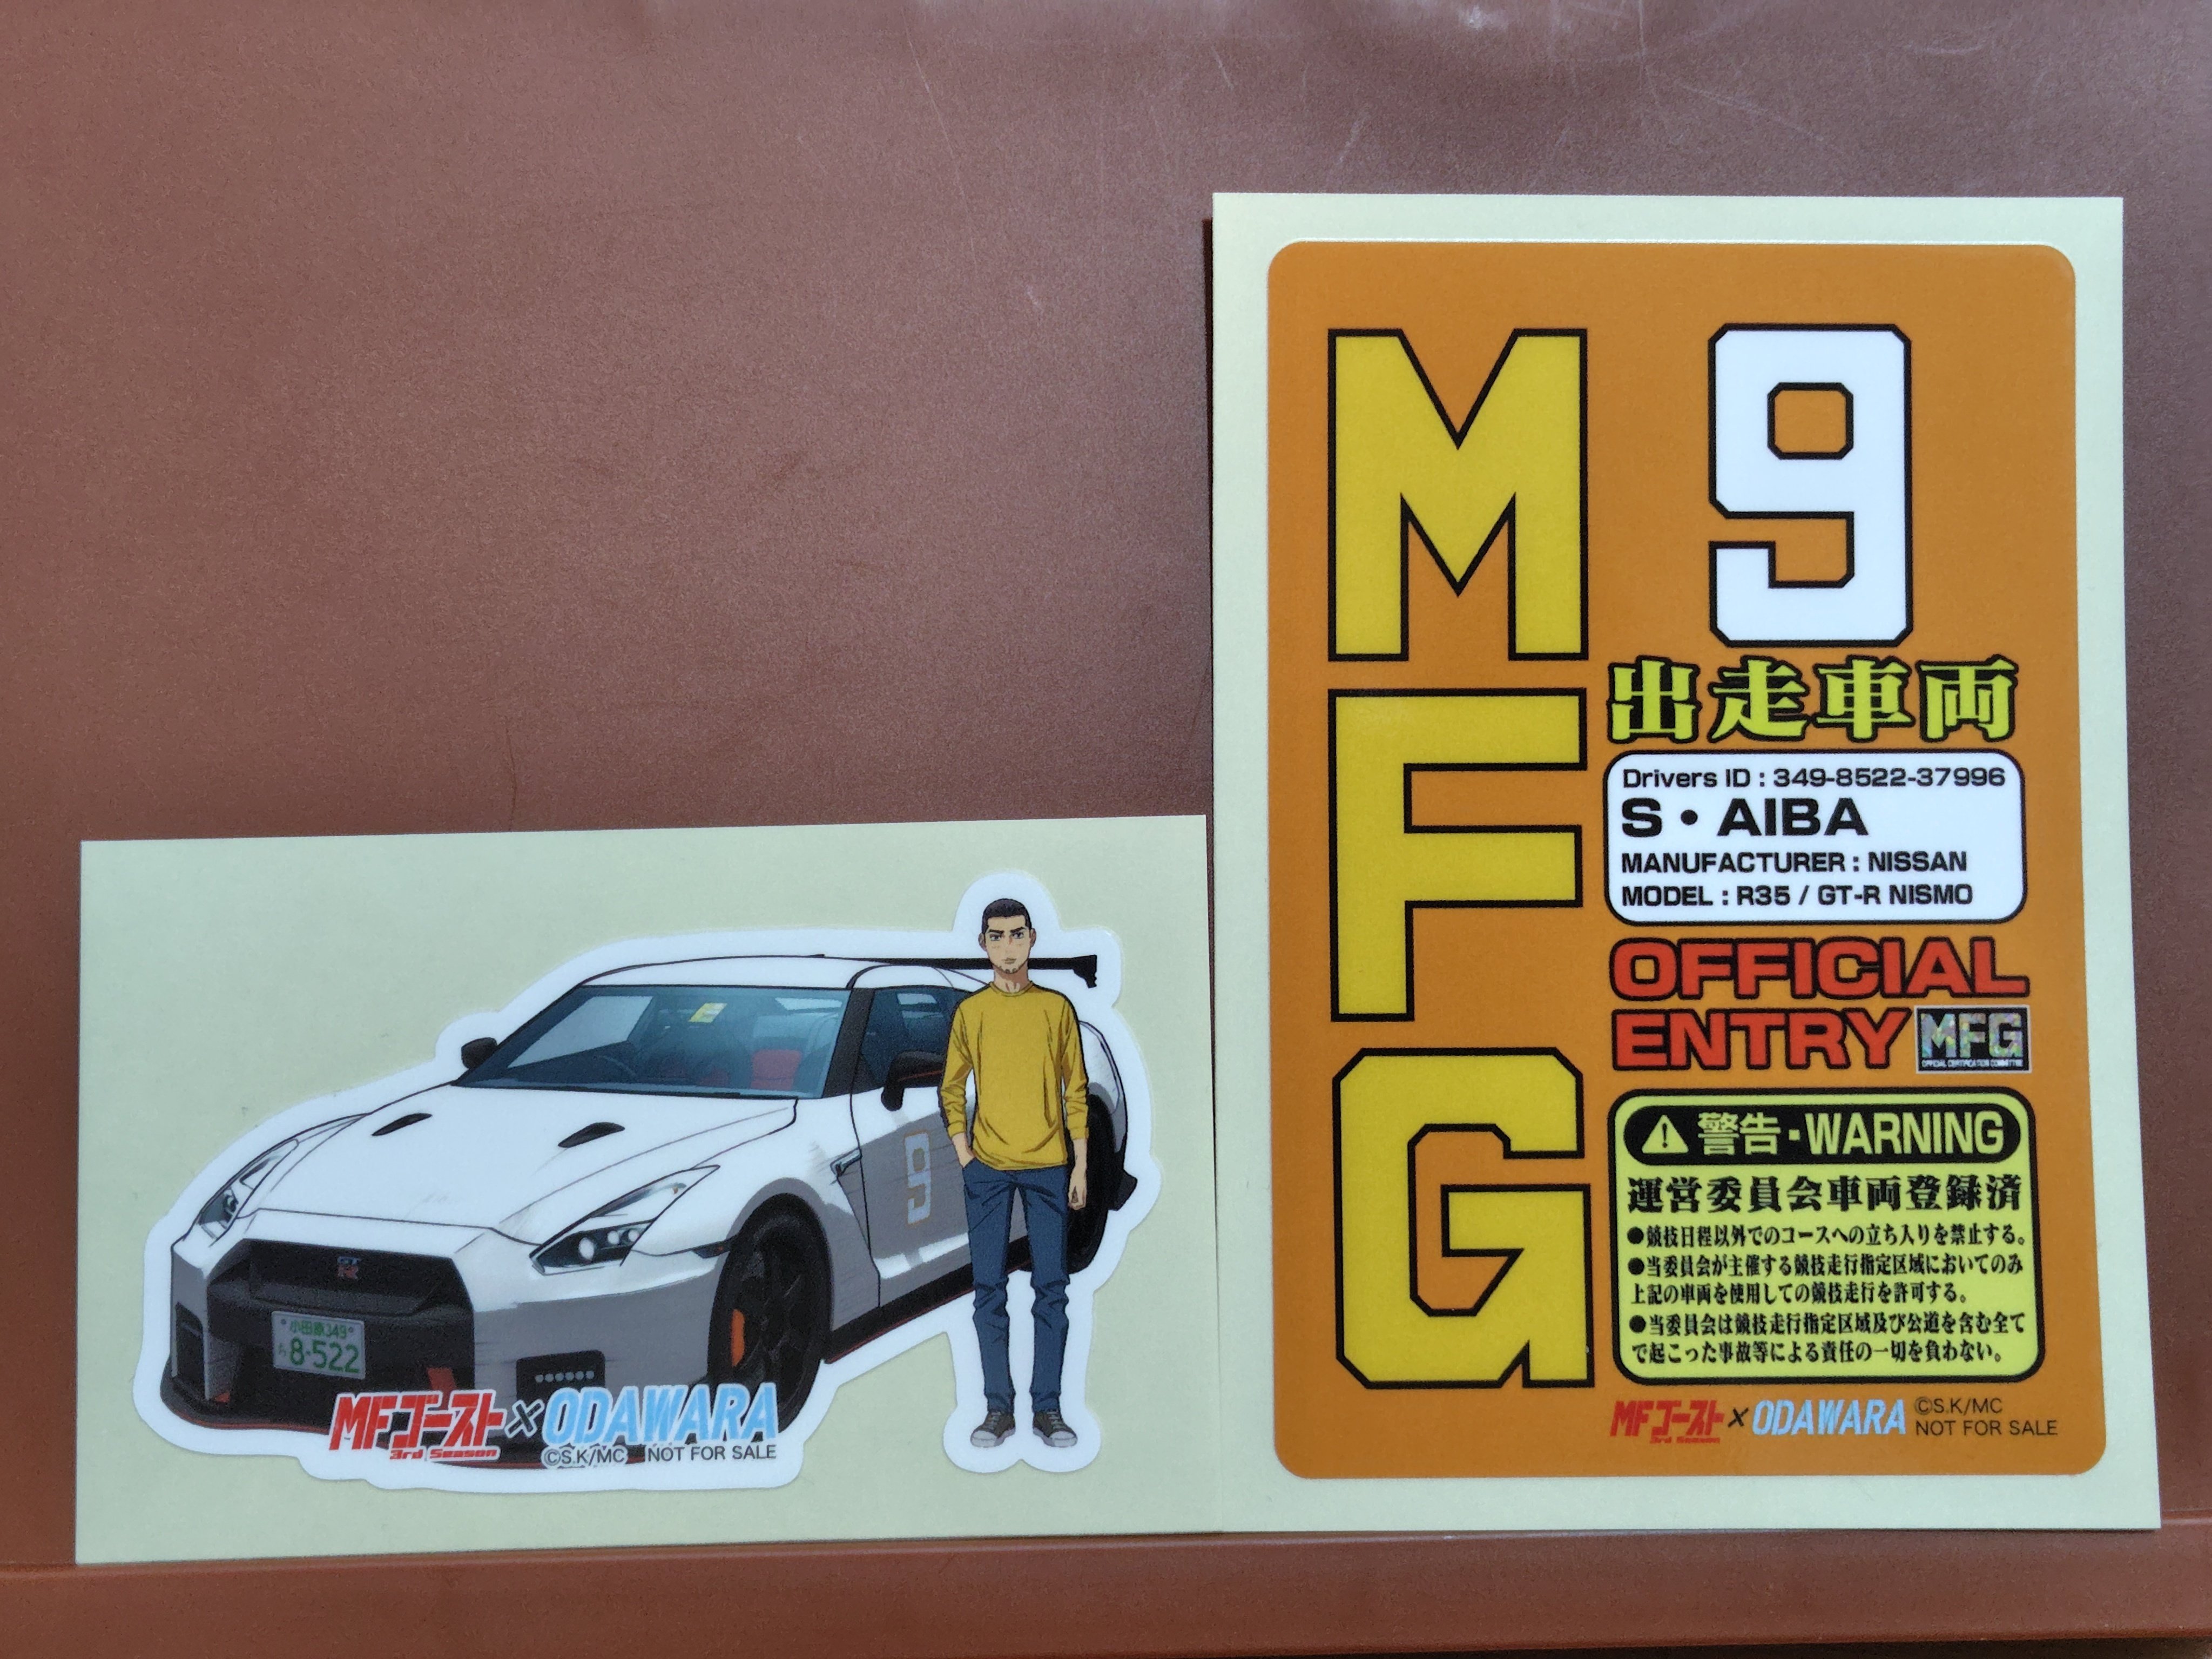 9
GT
R
小田原349
ら
8-522
MFゴースト×ODAWARA
3rd Season
©S.K/MC NOT FOR SALE
MFG
9
出走車両
Drivers ID : 349-8522-37996
S・AIBA
MANUFACTURER : NISSAN
MODEL : R35 / GT-R NISMO
OFFICIAL
ENTRY
MFG
OFFICIAL CERTIFICATION COMMITTEE
警告・WARNING
運営委員会車両登録済
●競技日程以外でのコースへの立ち入りを禁止する。
●当委員会が主催する競技走行指定区域においてのみ
上記の車両を使用しての競技走行を許可する。
●当委員会は競技走行指定区域及び公道を含む全て
で起こった事故等による責任の一切を負わない。
MFゴースト×ODAWARA
3rd Season
©S.K/MC
NOT FOR SALE